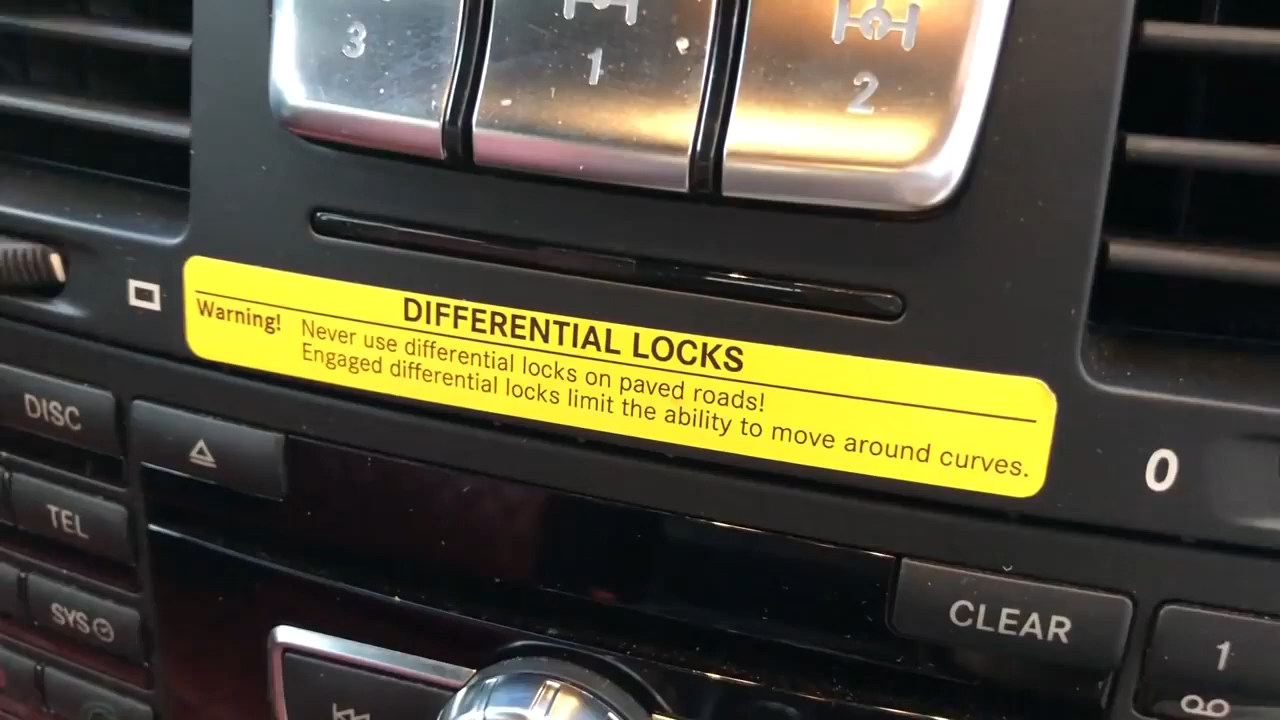 3
1
2
DIFFERENTIAL LOCKS
Warning! Never use differential locks on paved roads!
Engaged differential locks limit the ability to move around curves.
0
DISC
TEL
SYS
CLEAR
1